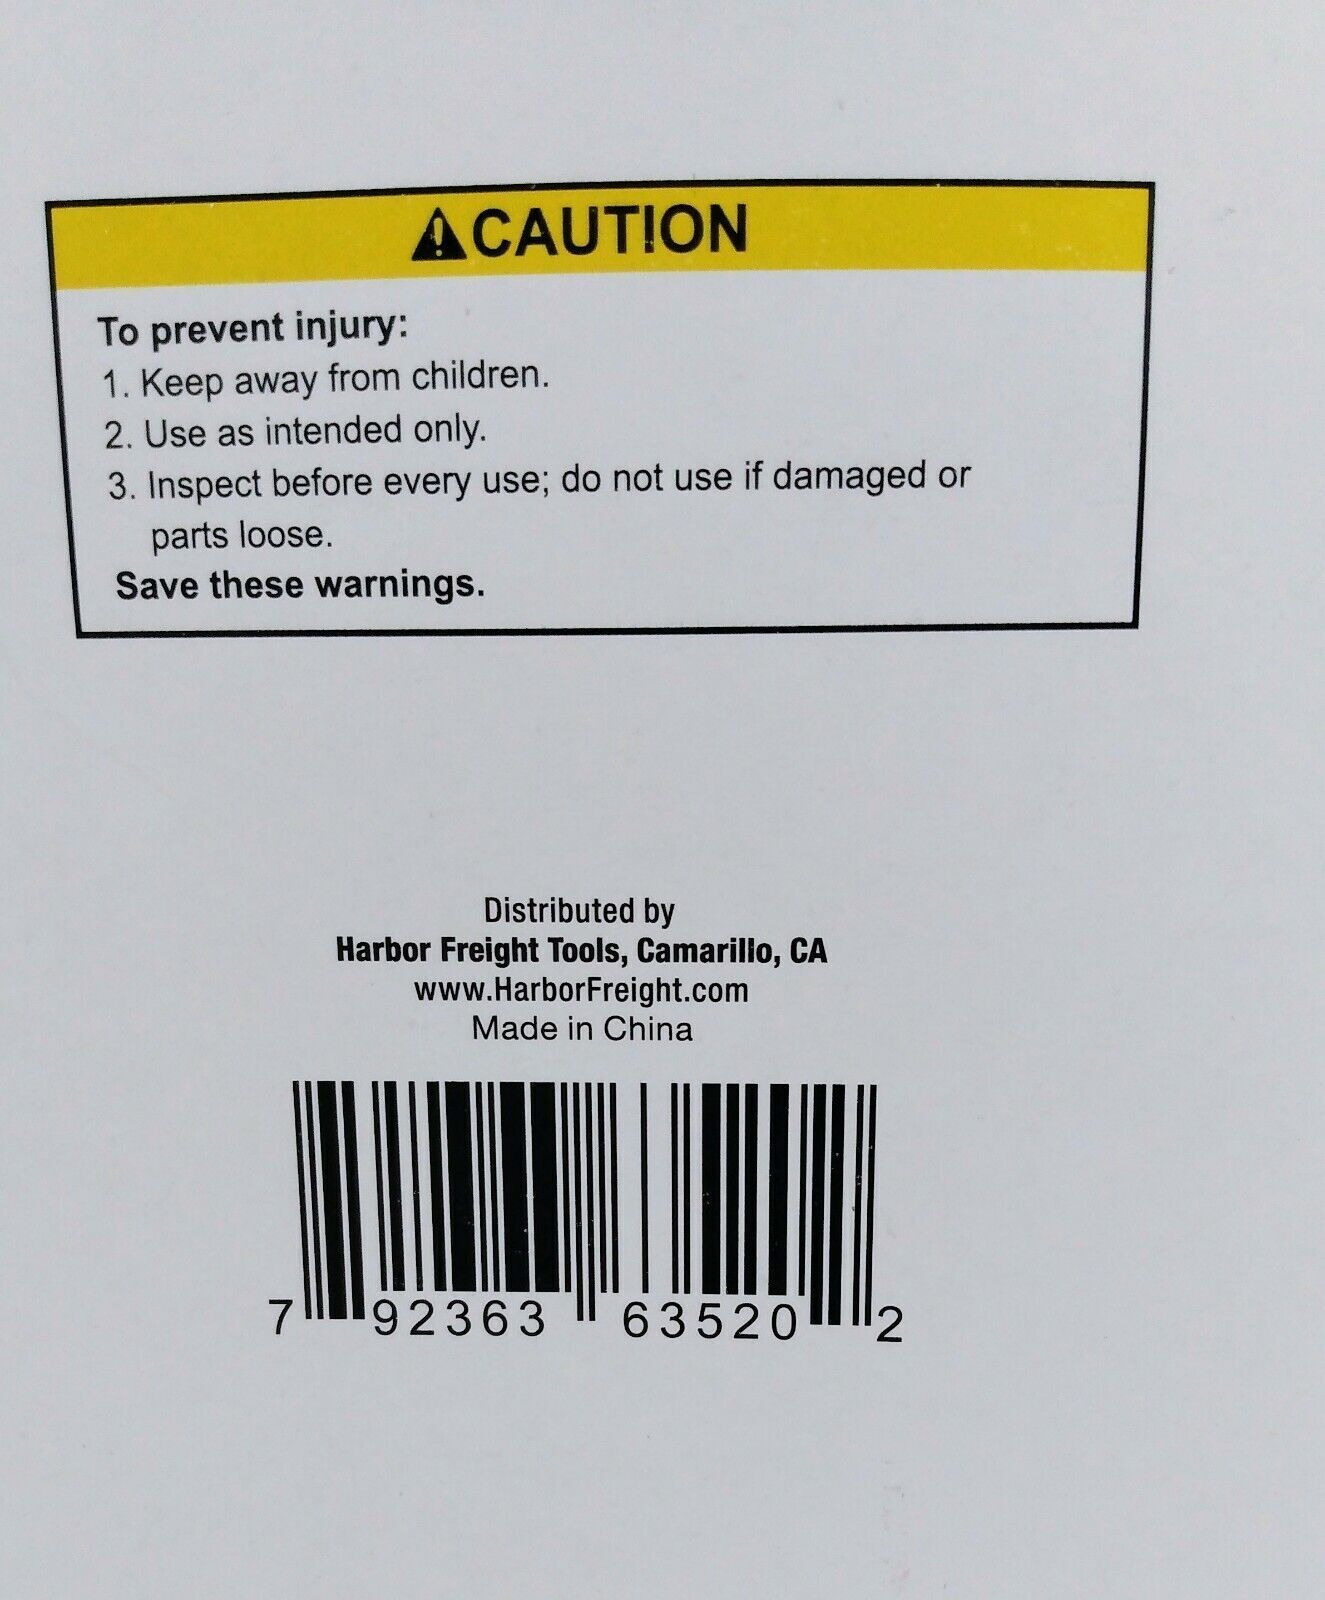 CAUTION
To prevent injury:
1. Keep away from children.
2. Use as intended only.
3. Inspect before every use; do not use if damaged or
parts loose.
Save these warnings.
Distributed by
Harbor Freight Tools, Camarillo, CA
www.HarborFreight.com
Made in China
7 92363 63520 2